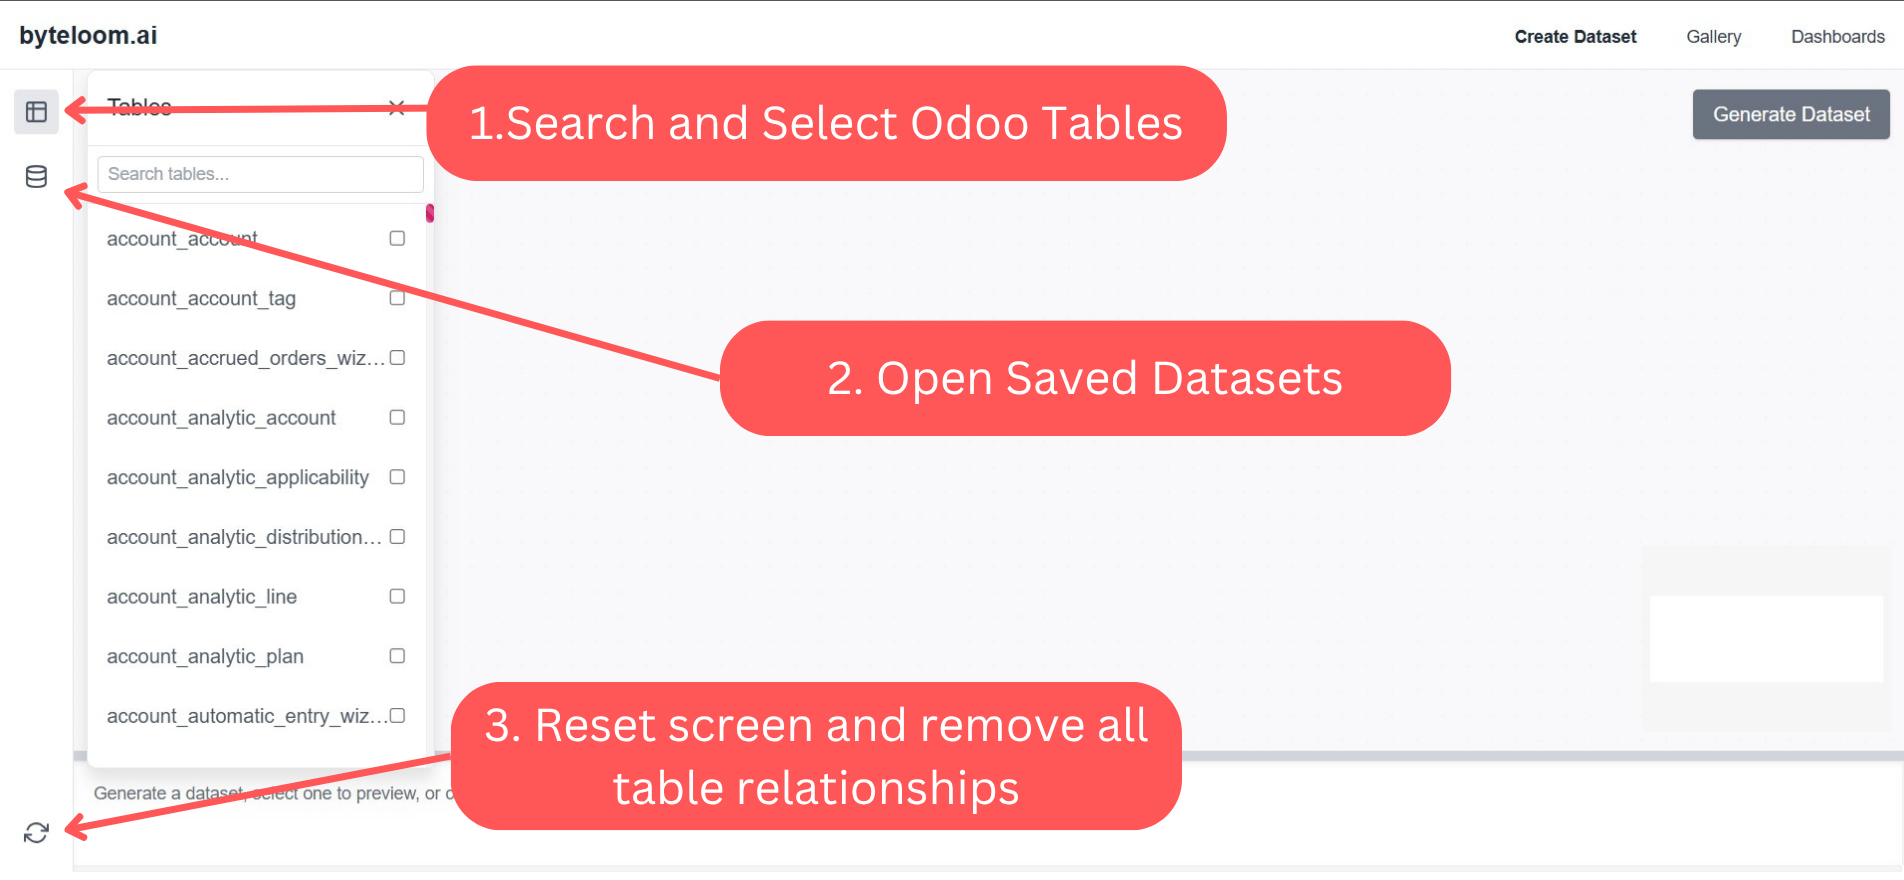 byteloom.ai
Create Dataset
Gallery
Dashboards
Tables
1.Search and Select Odoo Tables
Generate Dataset
Search tables...
account_account
account_account_tag
account_accrued_orders_wiz...
account_analytic_account
account_analytic_applicability
account_analytic_distribution...
account_analytic_line
account_analytic_plan
account_automatic_entry_wiz...
2. Open Saved Datasets
3. Reset screen and remove all
table relationships
Generate a dataset, select one to preview, or